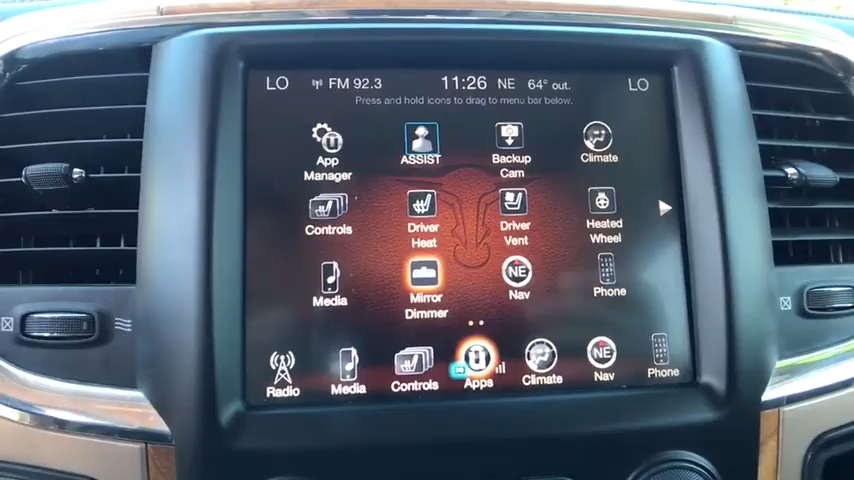 LO FM 92.3 11:26 NE 64° out. LO
Press and hold icons to drag to menu bar below.
App Manager
ASSIST
Backup Cam
Climate
Controls
Driver Heat
Driver Vent
Heated Wheel
Media
Mirror Dimmer
NE
Nav
Phone
Radio
Media
Controls
3G
Apps
Climate
NE
Nav
Phone